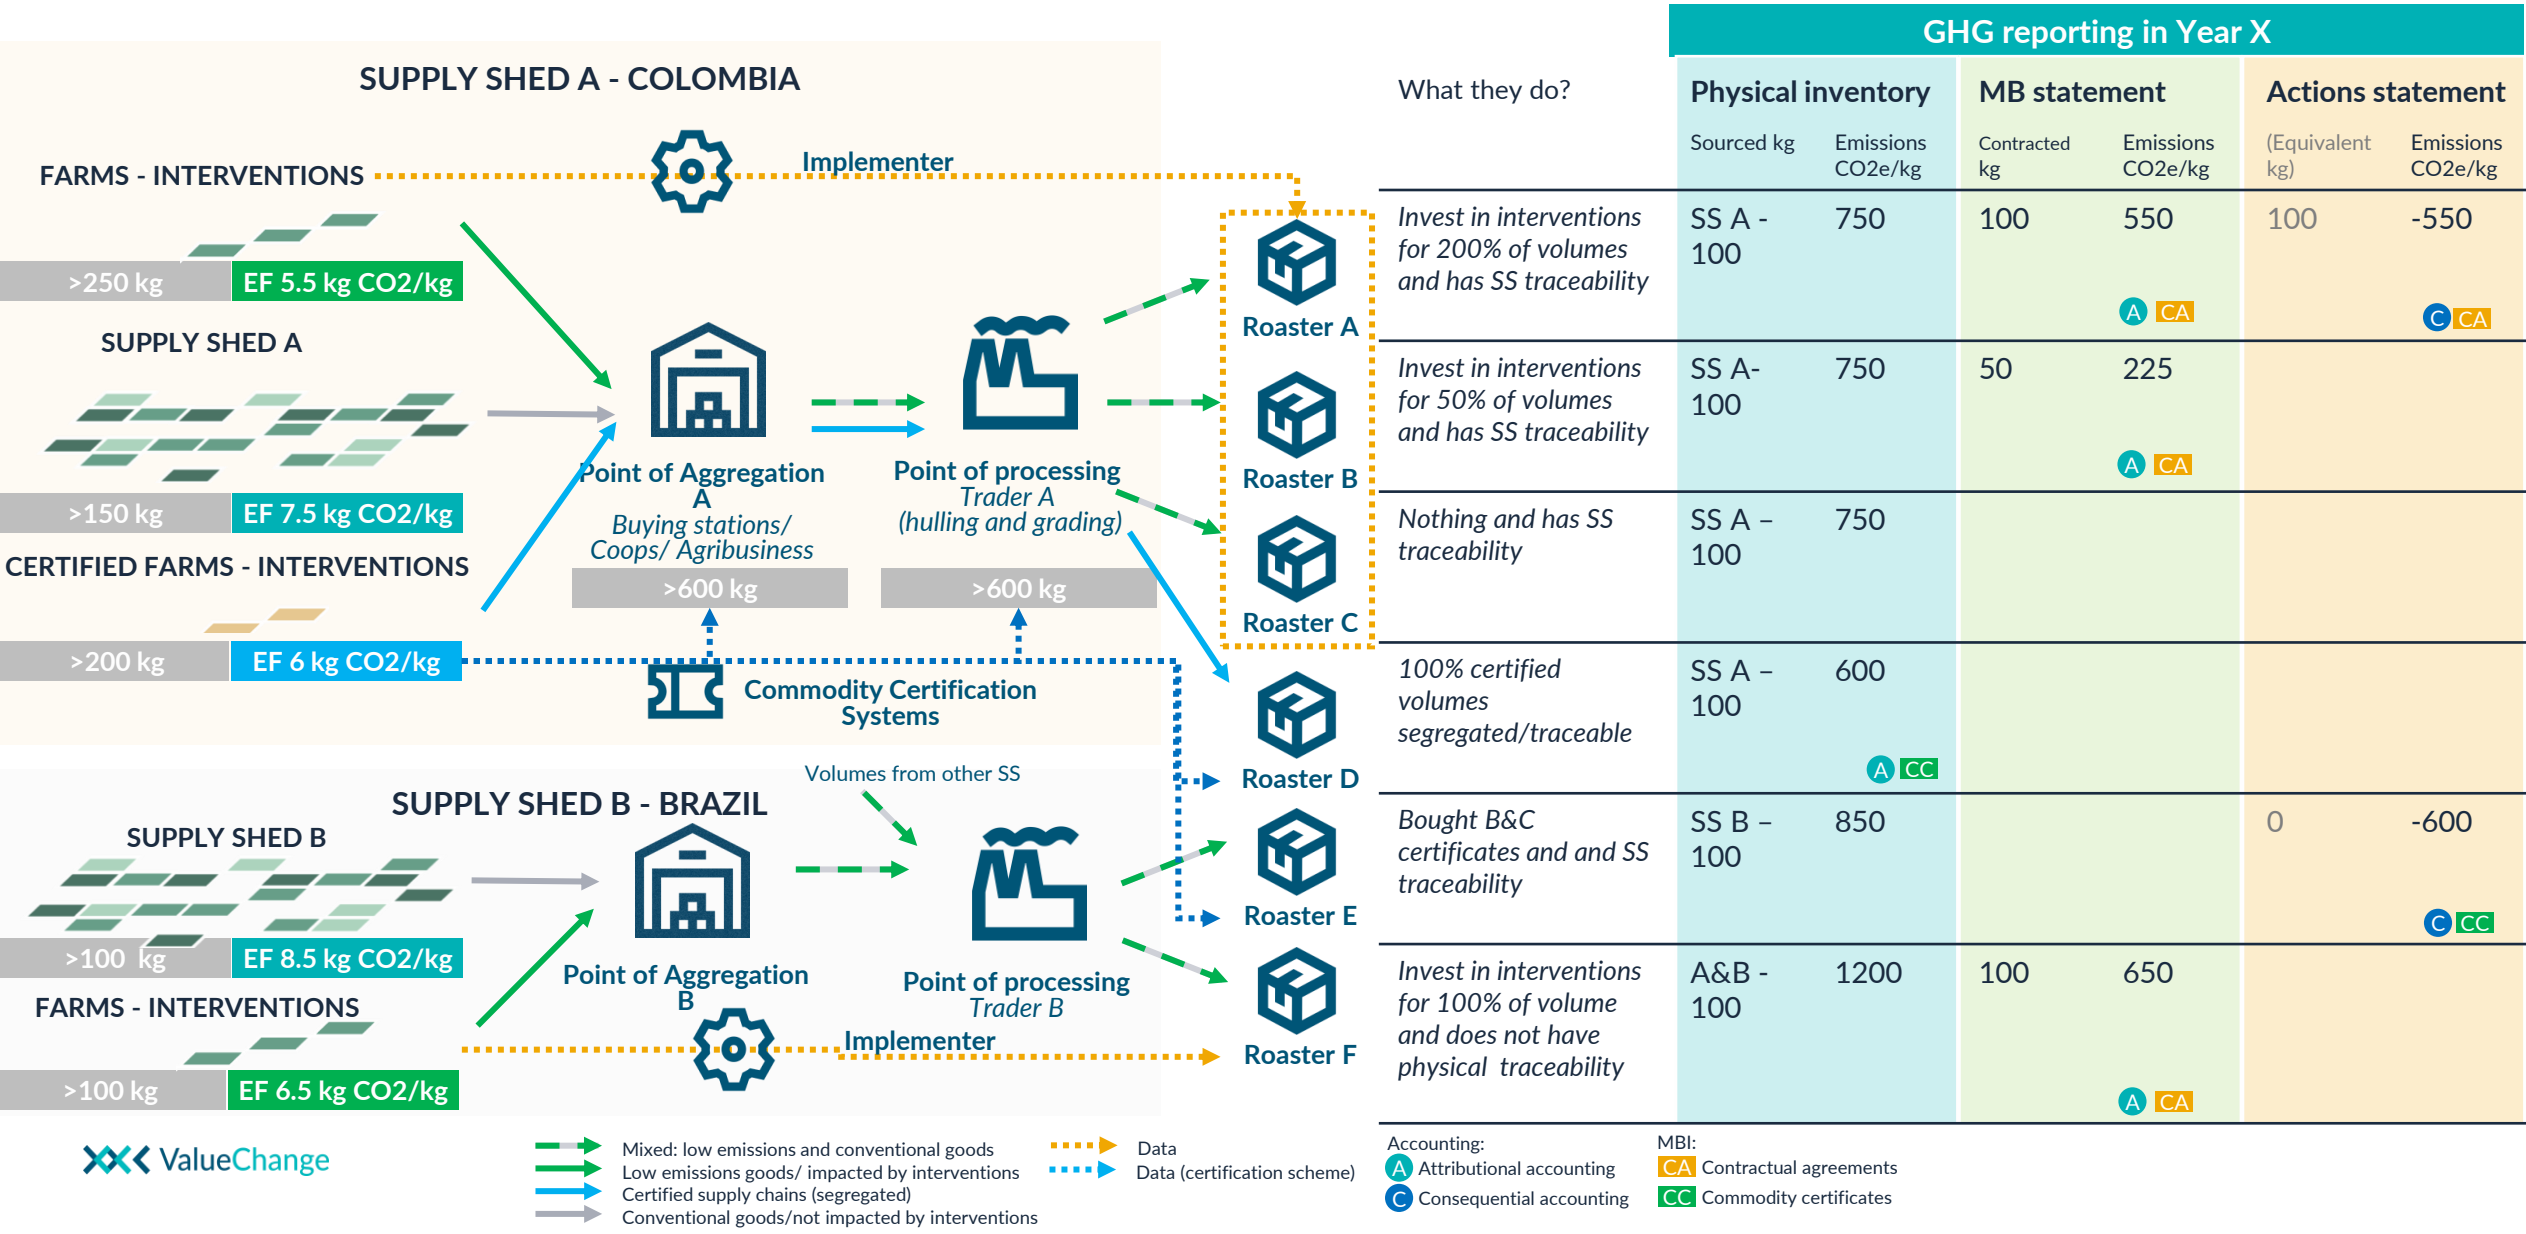 GHG reporting in Year X
SUPPLY SHED A - COLOMBIA
What they do?
Physical inventory
MB statement
Actions statement
Sourced kg
Emissions
CO2e/kg
Contracted
kg
Emissions
CO2e/kg
(Equivalent
kg)
Emissions
CO2e/kg
FARMS - INTERVENTIONS
Implementer
>250 kg
EF 5.5 kg CO2/kg
SUPPLY SHED A
>150 kg
EF 7.5 kg CO2/kg
CERTIFIED FARMS - INTERVENTIONS
>200 kg
EF 6 kg CO2/kg
Point of Aggregation
A
Buying stations/
Coops/ Agribusiness
>600 kg
Point of processing
Trader A
(hulling and grading)
>600 kg
Commodity Certification
Systems
Roaster A
Invest in interventions
for 200% of volumes
and has SS traceability
SS A -
100
750
100
550
A CA
100
-550
C CA
Roaster B
Invest in interventions
for 50% of volumes
and has SS traceability
SS A-
100
750
50
225
A CA
Roaster C
Nothing and has SS
traceability
SS A –
100
750
Roaster D
100% certified
volumes
segregated/traceable
SS A –
100
600
A CC
Volumes from other SS
SUPPLY SHED B - BRAZIL
SUPPLY SHED B
>100 kg
EF 8.5 kg CO2/kg
FARMS - INTERVENTIONS
>100 kg
EF 6.5 kg CO2/kg
Point of Aggregation
B
Point of processing
Trader B
Implementer
Roaster E
Bought B&C
certificates and and SS
traceability
SS B –
100
850
0
-600
C CC
Roaster F
Invest in interventions
for 100% of volume
and does not have
physical traceability
A&B -
100
1200
100
650
A CA
ValueChange
Mixed: low emissions and conventional goods
Low emissions goods/ impacted by interventions
Certified supply chains (segregated)
Conventional goods/not impacted by interventions
Data
Data (certification scheme)
Accounting:
A Attributional accounting
C Consequential accounting
MBI:
CA Contractual agreements
CC Commodity certificates